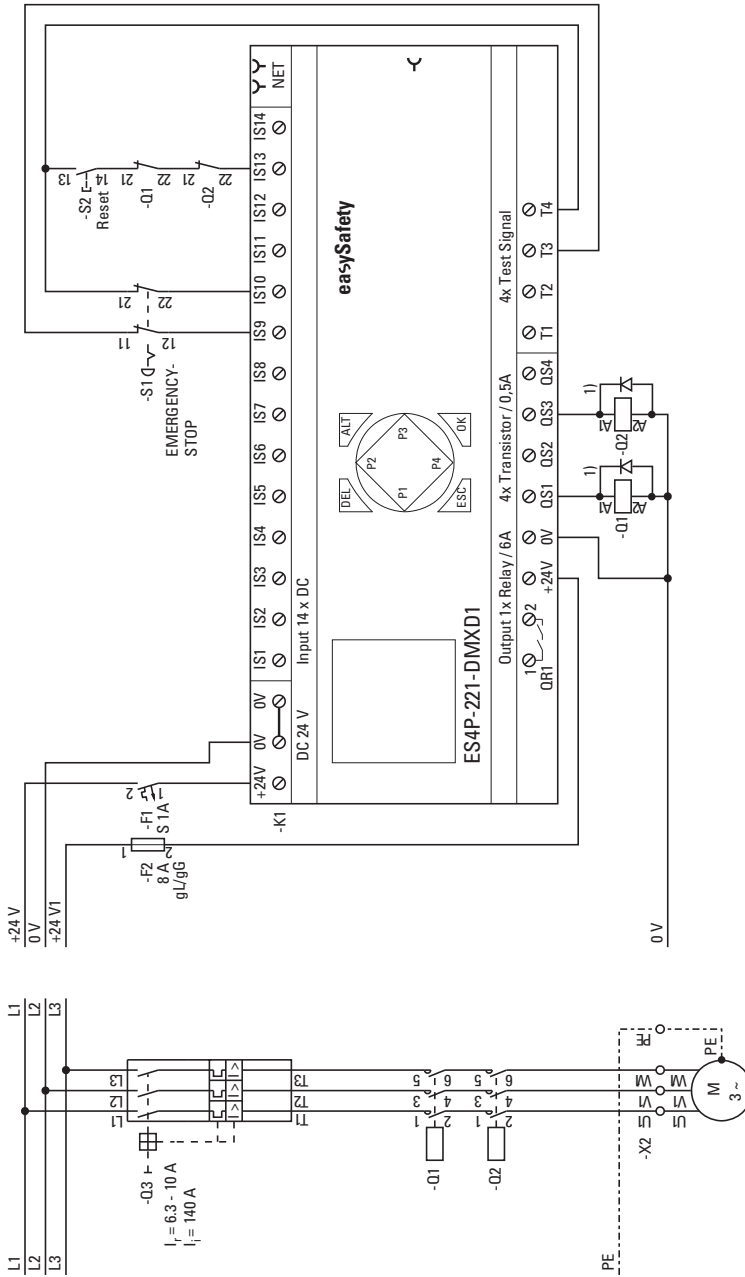 +24 V
0 V
+24 V1
1
2
-F2
8 A
gL/gG
2
1
-F1
S 1A
-S1
EMERGENCY-
STOP
11
12
21
22
-S2
Reset
13
14
21
22
-Q1
21
22
-Q2
-K1
+24V
0V
0V
IS1
IS2
IS3
IS4
IS5
IS6
IS7
IS8
IS9
IS10
IS11
IS12
IS13
IS14
NET
DC 24 V
Input 14 x DC
DEL
ALT
P2
P1
P3
P4
ESC
OK
easySafety
ES4P-221-DMXD1
Output 1x Relay / 6A
4x Transistor / 0,5A
4x Test Signal
1
2
QR1
+24V
0V
QS1
QS2
QS3
QS4
T1
T2
T3
T4
A1
A2
-Q1
1)
A1
A2
-Q2
1)
0 V
L1
L2
L3
L1
L2
L3
-Q3
Ir = 6.3 - 10 A
Ii = 140 A
L1
L2
L3
I>
I>
I>
T1
T2
T3
-Q1
1
2
3
4
5
6
-Q2
1
2
3
4
5
6
PE
-X2
U1
V1
W1
PE
U1
V1
W1
PE
M
3 ~